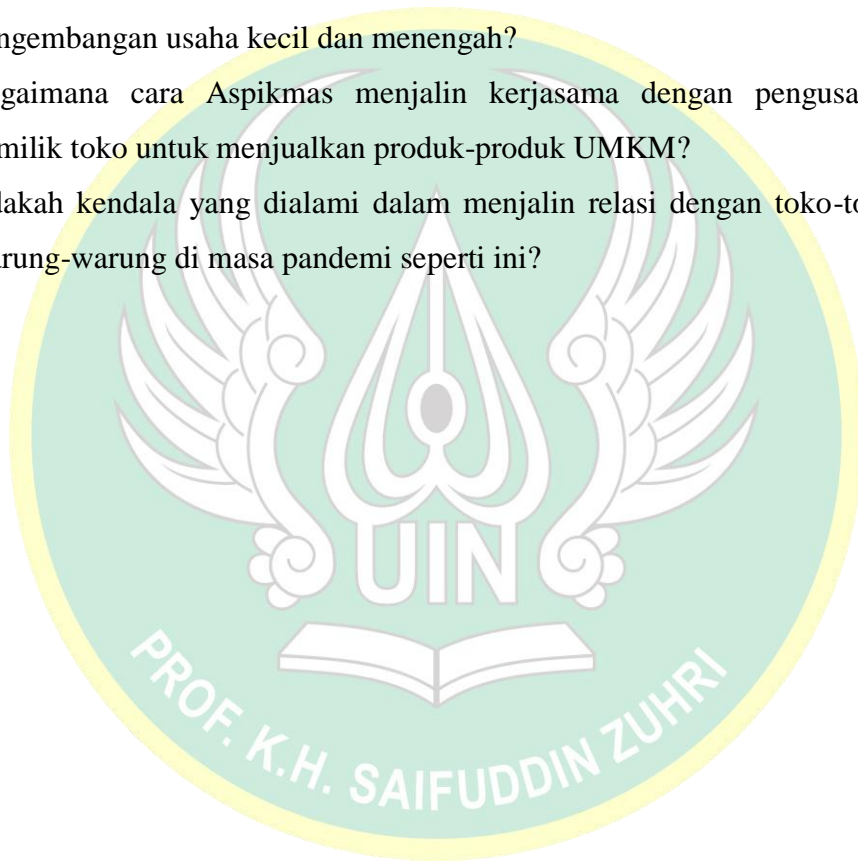 ngembangan usaha kecil dan menengah?
gaimana cara Aspikmas menjalin kerjasama dengan pengusa
milik toko untuk menjualkan produk-produk UMKM?
dakah kendala yang dialami dalam menjalin relasi dengan toko-to
arung-warung di masa pandemi seperti ini?
UIN
PROF. K.H. SAIFUDDIN ZUHRI